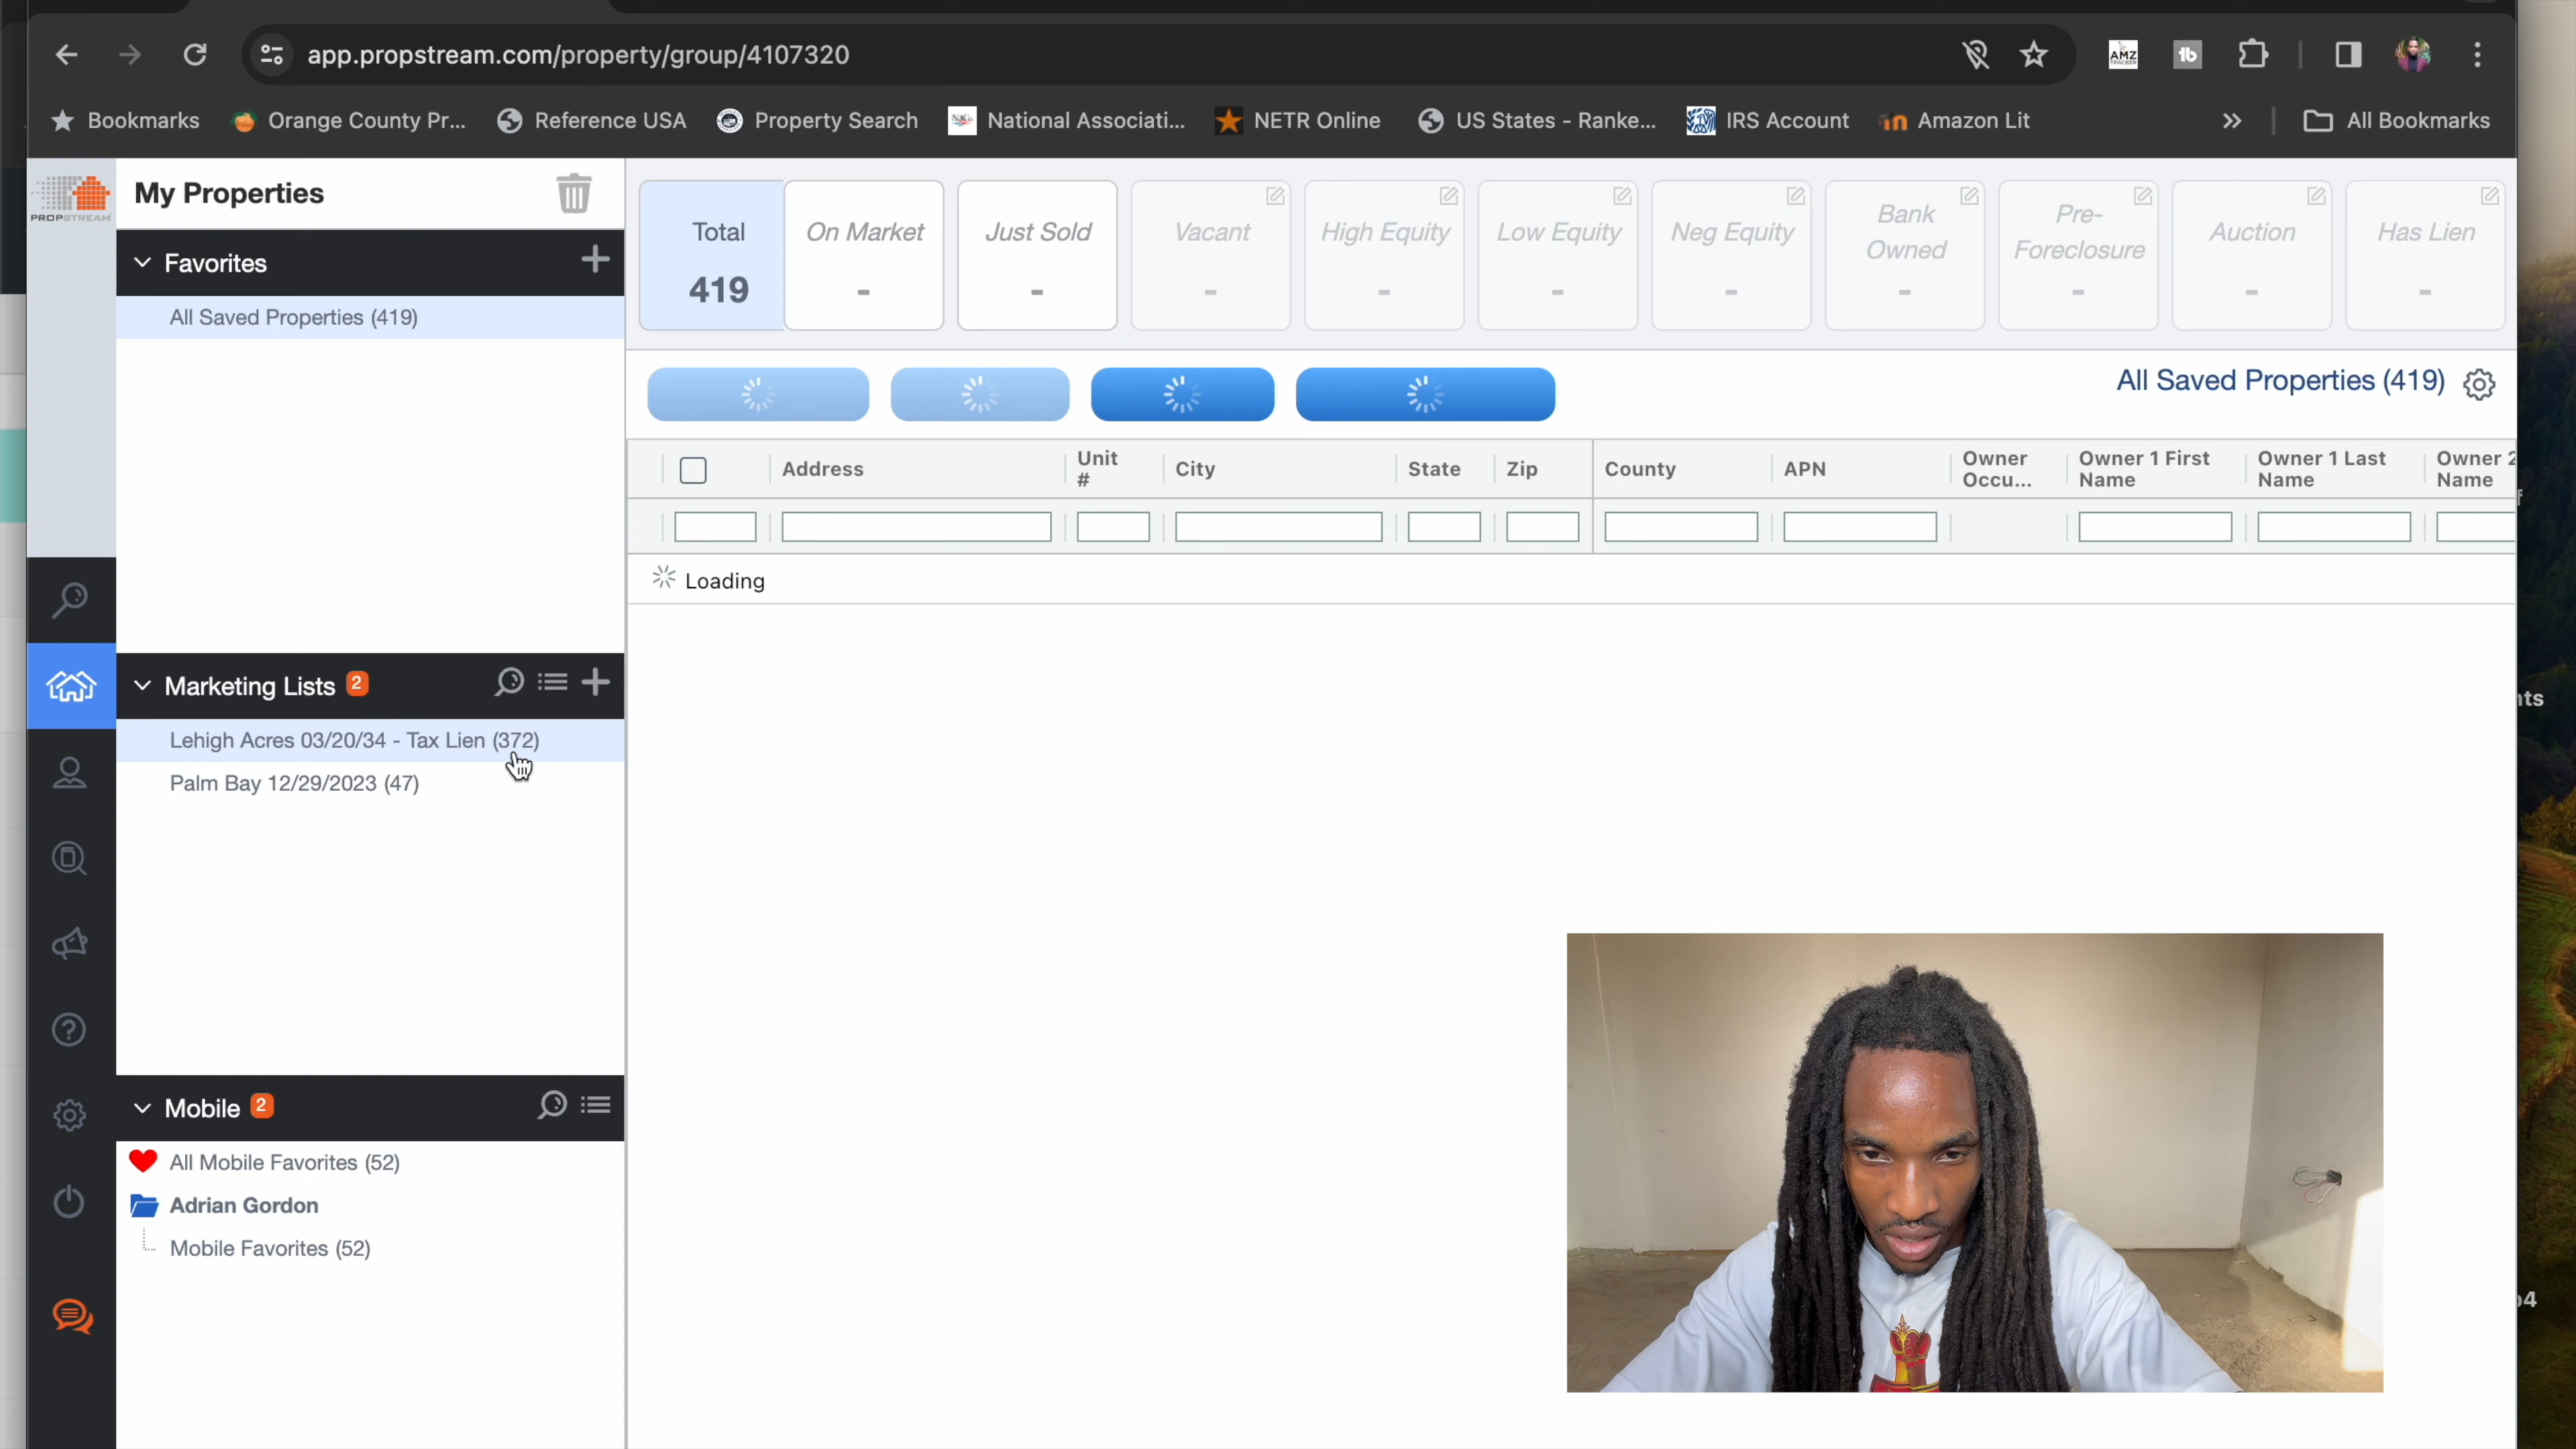 app.propstream.com/property/group/4107320
AMZ
TRACKER
tb
Bookmarks
Orange County Pr...
Reference USA
Property Search
National Associati...
NETR Online
US States - Ranke...
IRS Account
Amazon Lit
»
All Bookmarks
PROPSTREAM
My Properties
Favorites
All Saved Properties (419)
Marketing Lists 2
Lehigh Acres 03/20/34 - Tax Lien (372)
Palm Bay 12/29/2023 (47)
Mobile 2
All Mobile Favorites (52)
Adrian Gordon
Mobile Favorites (52)
Total
419
On Market
-
Just Sold
-
Vacant
-
High Equity
-
Low Equity
-
Neg Equity
-
Bank
Owned
-
Pre-
Foreclosure
-
Auction
-
Has Lien
-
All Saved Properties (419)
Address
Unit
#
City
State
Zip
County
APN
Owner
Occu...
Owner 1 First
Name
Owner 1 Last
Name
Owner 2
Name
Loading
nts
p4